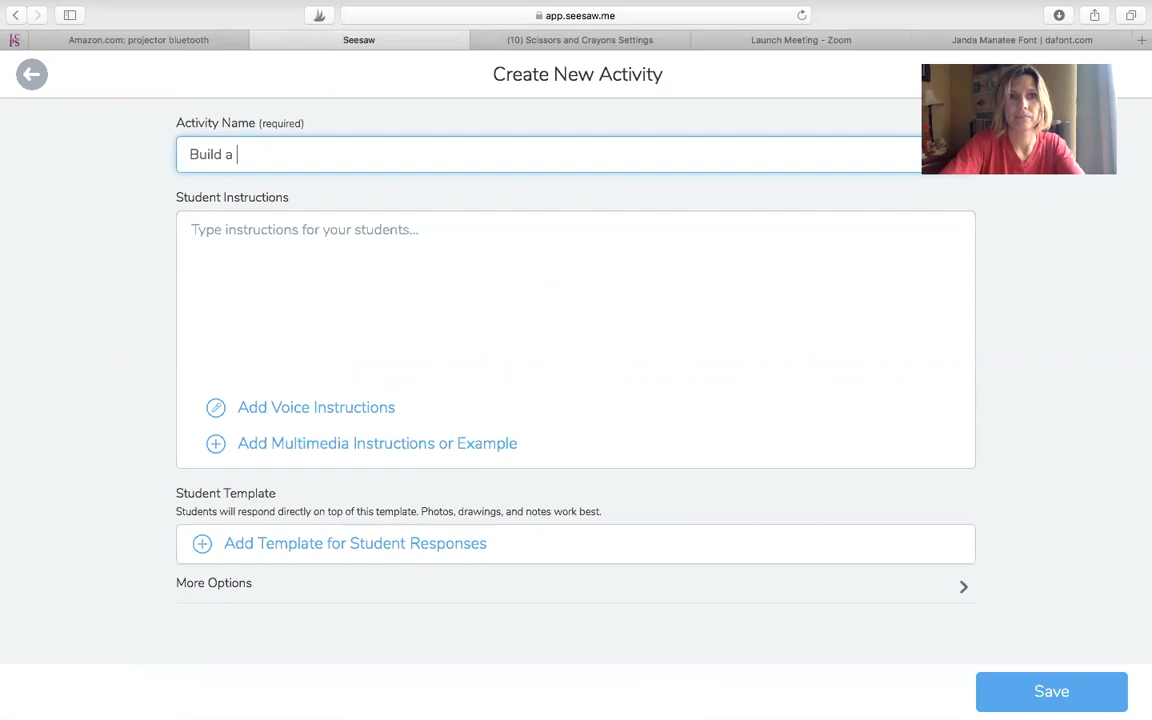 app.seesaw.me
Amazon.com: projector bluetooth
Seesaw
(10) Scissors and Crayons Settings
Launch Meeting - Zoom
Janda Manatee Font | dafont.com
Create New Activity
Activity Name (required)
Build a
Student Instructions
Type instructions for your students...
Add Voice Instructions
Add Multimedia Instructions or Example
Student Template
Students will respond directly on top of this template. Photos, drawings, and notes work best.
Add Template for Student Responses
More Options
Save